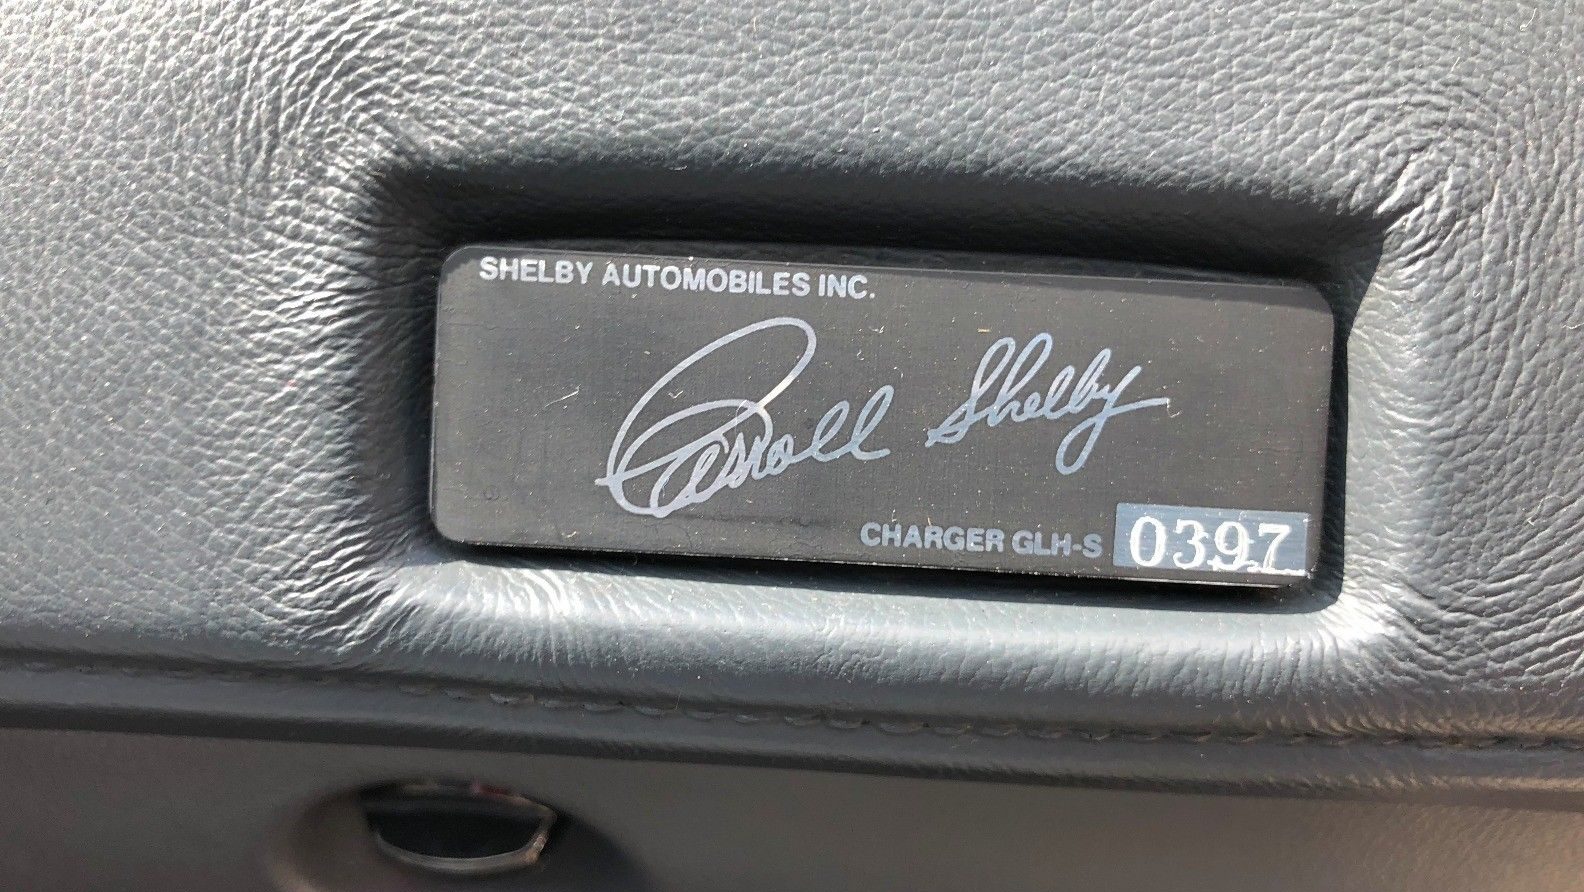 SHELBY AUTOMOBILES INC.
Carroll Shelby
CHARGER GLH-S 0397